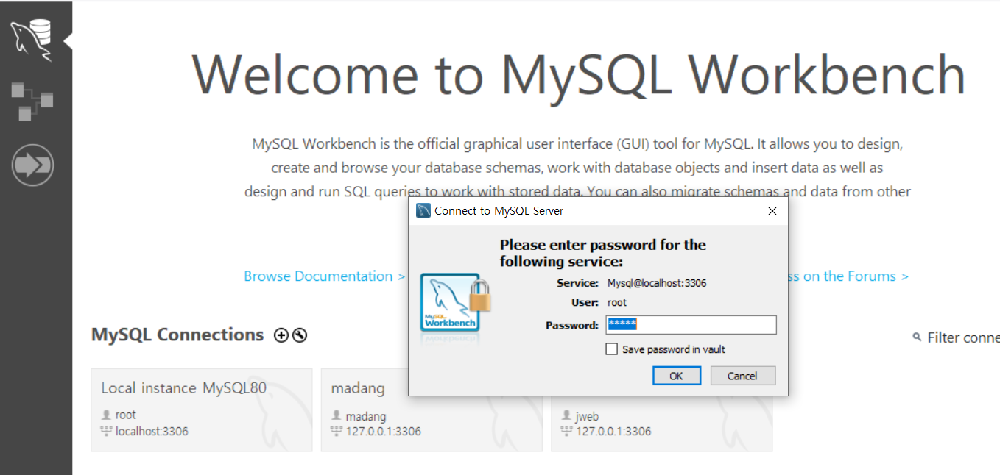 Welcome to MySQL Workbench
MySQL Workbench is the official graphical user interface (GUI) tool for MySQL. It allows you to design,
create and browse your database schemas, work with database objects and insert data as well as
design and run SQL queries to work with stored data. You can also migrate schemas and data from other
Connect to MySQL Server
Please enter password for the
following service:
Service: Mysql@localhost:3306
User: root
Password: *****
Save password in vault
OK Cancel
MySQL
Workbench
Browse Documentation >
ss on the Forums >
MySQL Connections
Filter conne
Local instance MySQL80
root
localhost:3306
madang
madang
127.0.0.1:3306
jweb
127.0.0.1:3306